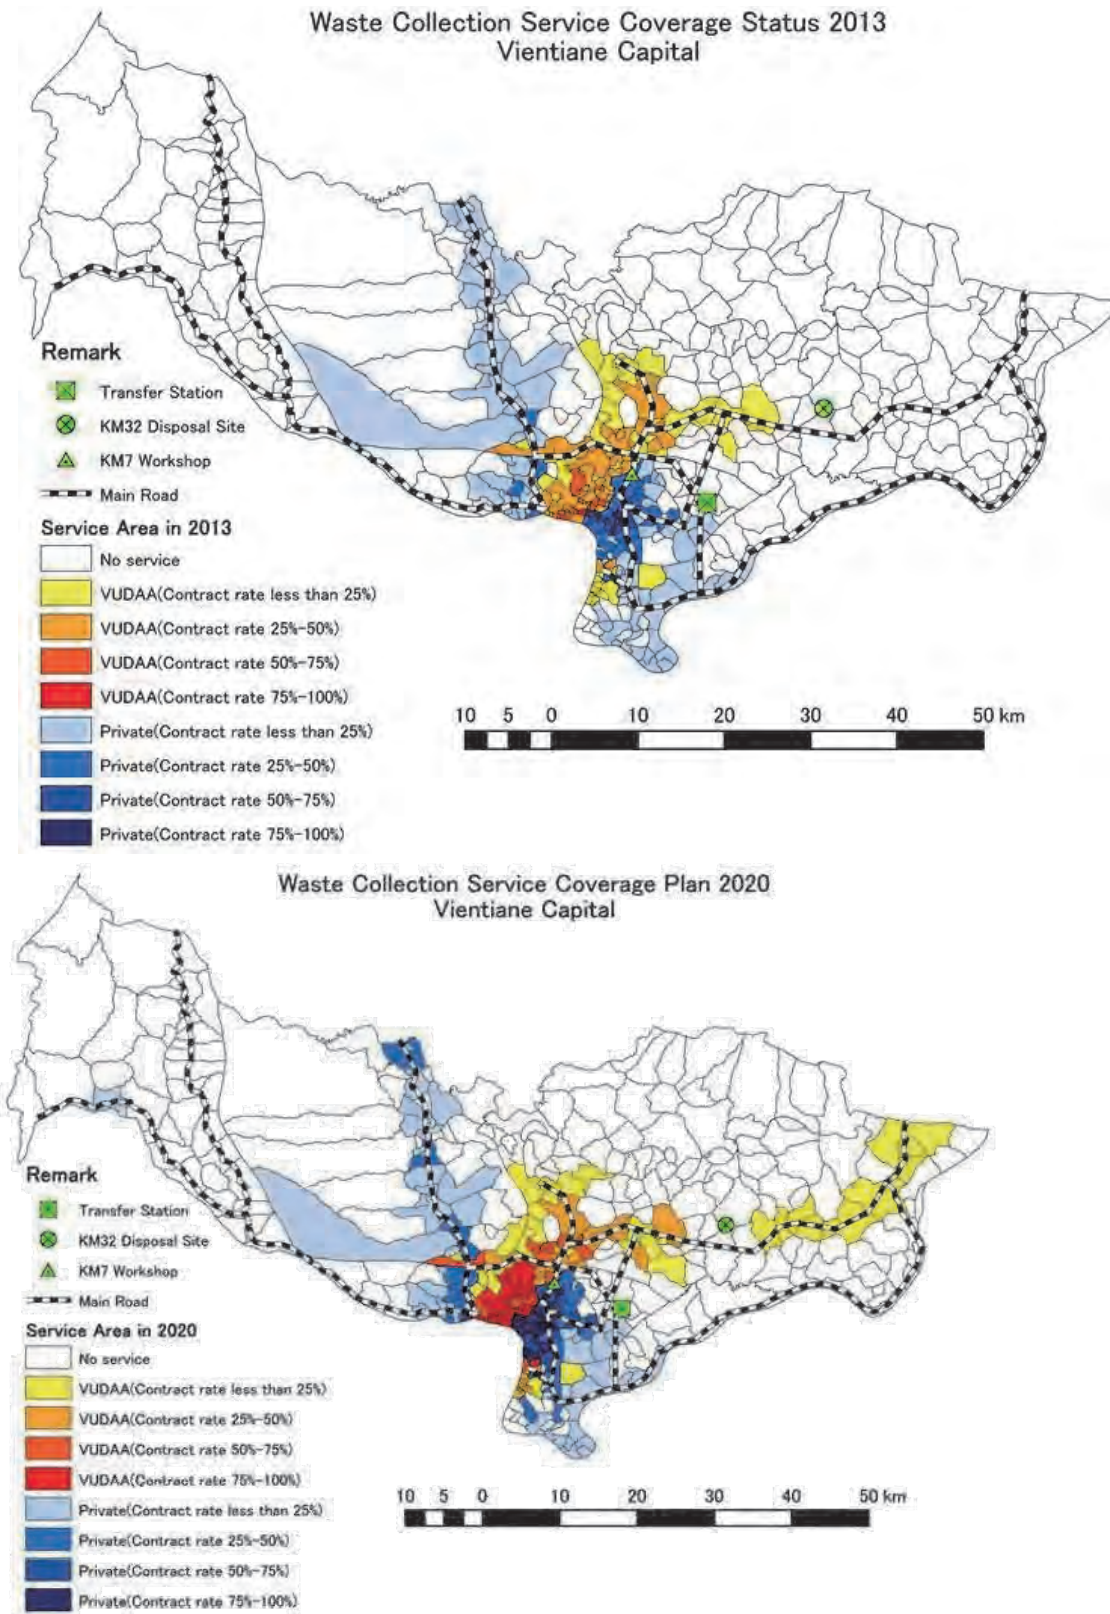 Waste Collection Service Coverage Status 2013
Vientiane Capital
Remark
Transfer Station
KM32 Disposal Site
KM7 Workshop
Main Road
Service Area in 2013
No service
VUDAA(Contract rate less than 25%)
VUDAA(Contract rate 25%-50%)
VUDAA(Contract rate 50%-75%)
VUDAA(Contract rate 75%-100%)
Private(Contract rate less than 25%)
Private(Contract rate 25%-50%)
Private(Contract rate 50%-75%)
Private(Contract rate 75%-100%)
10 5 0 10 20 30 40 50 km
Waste Collection Service Coverage Plan 2020
Vientiane Capital
Remark
Transfer Station
KM32 Disposal Site
KM7 Workshop
Main Road
Service Area in 2020
No service
VUDAA(Contract rate less than 25%)
VUDAA(Contract rate 25%-50%)
VUDAA(Contract rate 50%-75%)
VUDAA(Contract rate 75%-100%)
Private(Contract rate less than 25%)
Private(Contract rate 25%-50%)
Private(Contract rate 50%-75%)
Private(Contract rate 75%-100%)
10 5 0 10 20 30 40 50 km